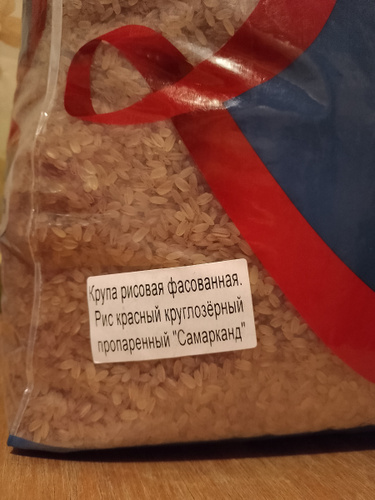 Крупа рисовая фасованная.
Рис красный круглозёрный
пропаренный "Самарканд"